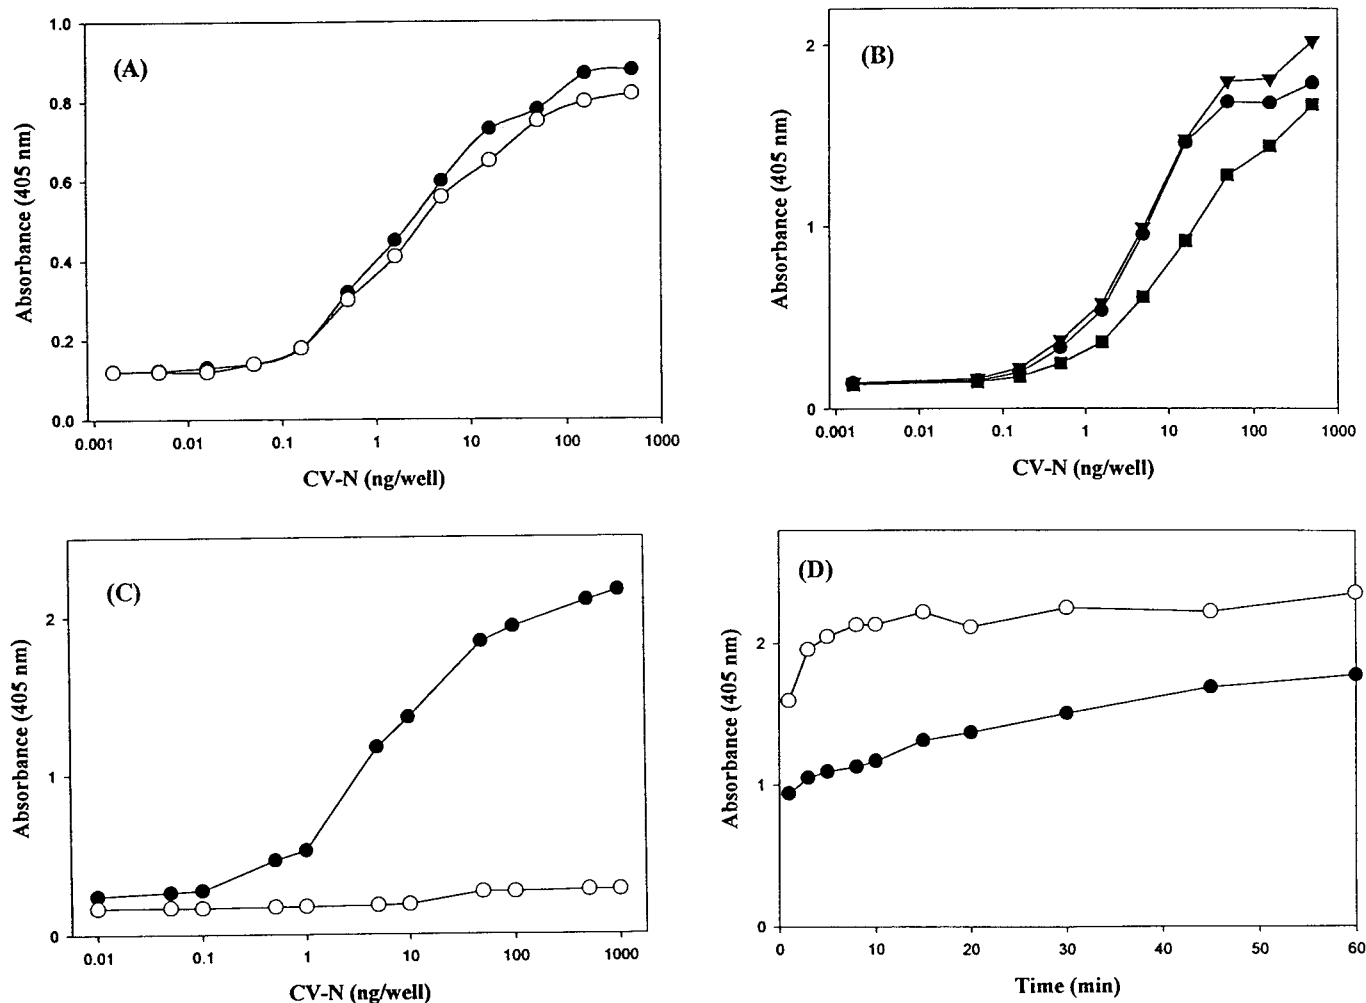 (A)
Absorbance (405 nm)
1.0
0.8
0.6
0.4
0.2
0.0
0.001 0.01 0.1 1 10 100 1000
CV-N (ng/well)
(B)
Absorbance (405 nm)
2
1
0
0.001 0.01 0.1 1 10 100 1000
CV-N (ng/well)
(C)
Absorbance (405 nm)
2
1
0
0.01 0.1 1 10 100 1000
CV-N (ng/well)
(D)
Absorbance (405 nm)
2
1
0
0 10 20 30 40 50 60
Time (min)